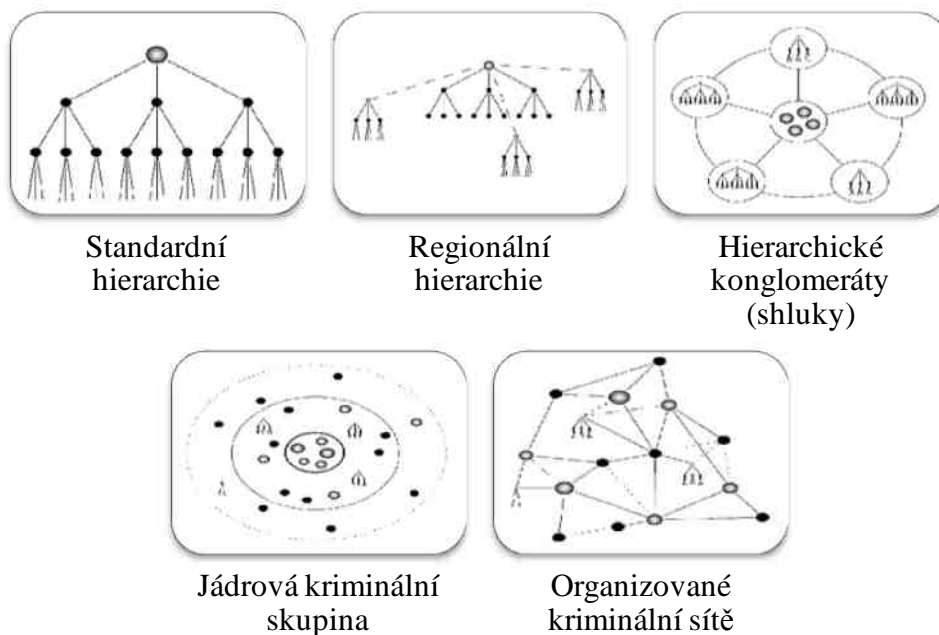 Standardní
hierarchie
Regionální
hierarchie
Hierarchické
konglomeráty
(shluky)
Jádrová kriminální
skupina
Organizované
kriminální sítě